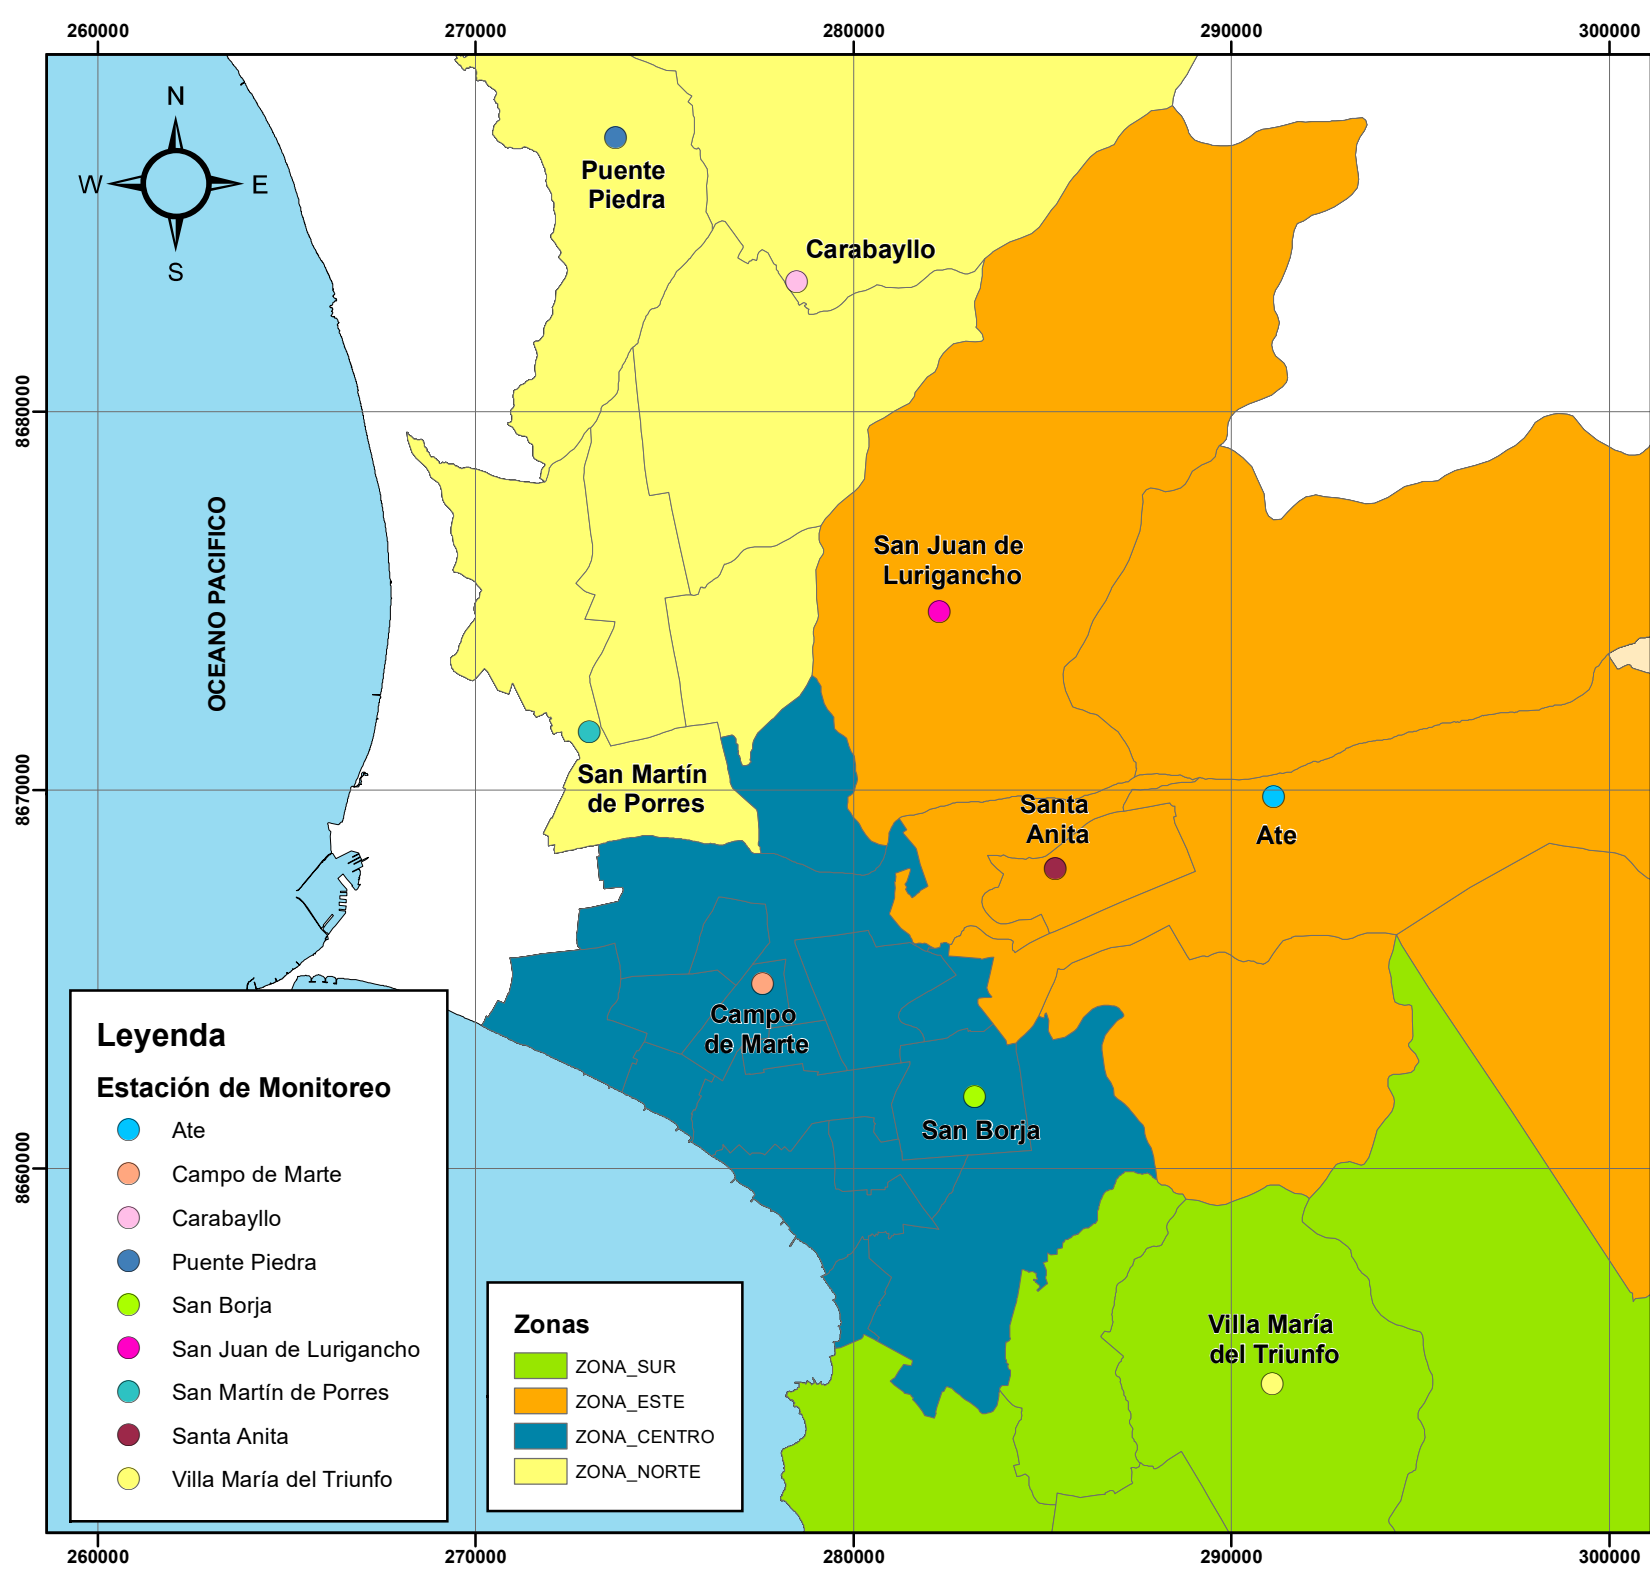 260000
270000
280000
290000
300000
N
W
E
S
Puente
Piedra
Carabayllo
8680000
OCEANO PACIFICO
San Juan de
Lurigancho
8670000
San Martín
de Porres
Santa
Anita
Ate
Campo
de Marte
San Borja
8660000
Villa María
del Triunfo
Leyenda
Estación de Monitoreo
Ate
Campo de Marte
Carabayllo
Puente Piedra
San Borja
San Juan de Lurigancho
San Martín de Porres
Santa Anita
Villa María del Triunfo
Zonas
ZONA_SUR
ZONA_ESTE
ZONA_CENTRO
ZONA_NORTE
260000
270000
280000
290000
300000